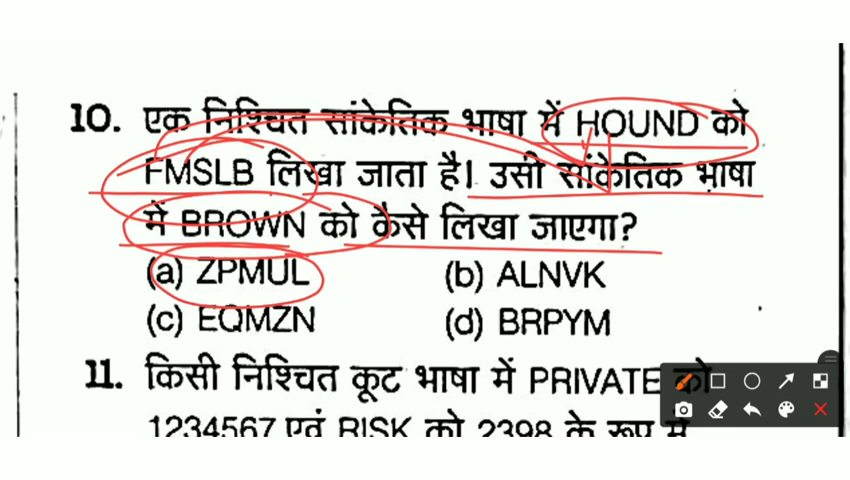 10. एक निश्चित सांकेतिक भाषा में HOUND को
FMSLB लिखा जाता है। उसी सांकेतिक भाषा
में BROWN को कैसे लिखा जाएगा?
(a) ZPMUL (b) ALNVK
(c) EQMZN (d) BRPYM
11. किसी निश्चित कूट भाषा में PRIVATE को
1234567 एवं RISK को 2398 के रूप में